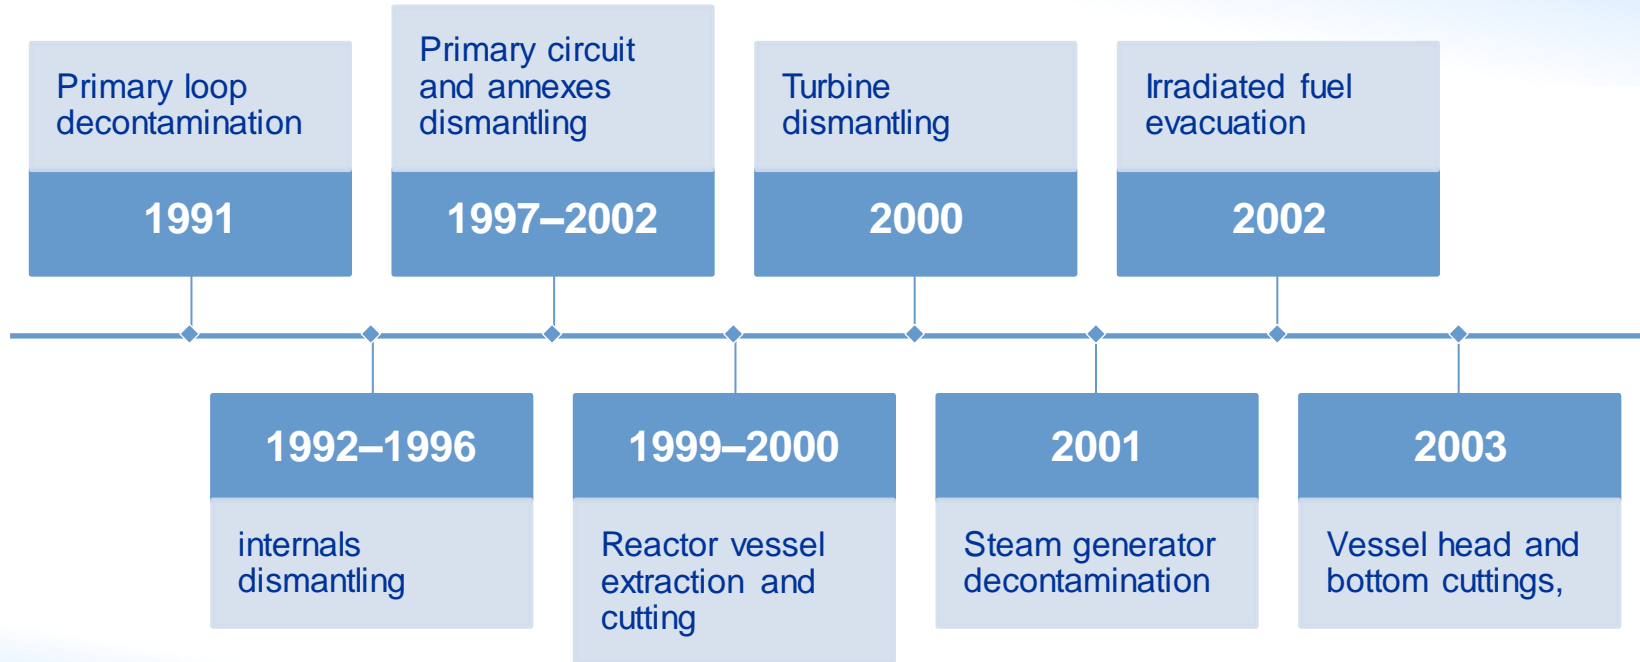 Primary loop
decontamination
1991
Primary circuit
and annexes
dismantling
1997–2002
Turbine
dismantling
2000
Irradiated fuel
evacuation
2002
1992–1996
internals
dismantling
1999–2000
Reactor vessel
extraction and
cutting
2001
Steam generator
decontamination
2003
Vessel head and
bottom cuttings,